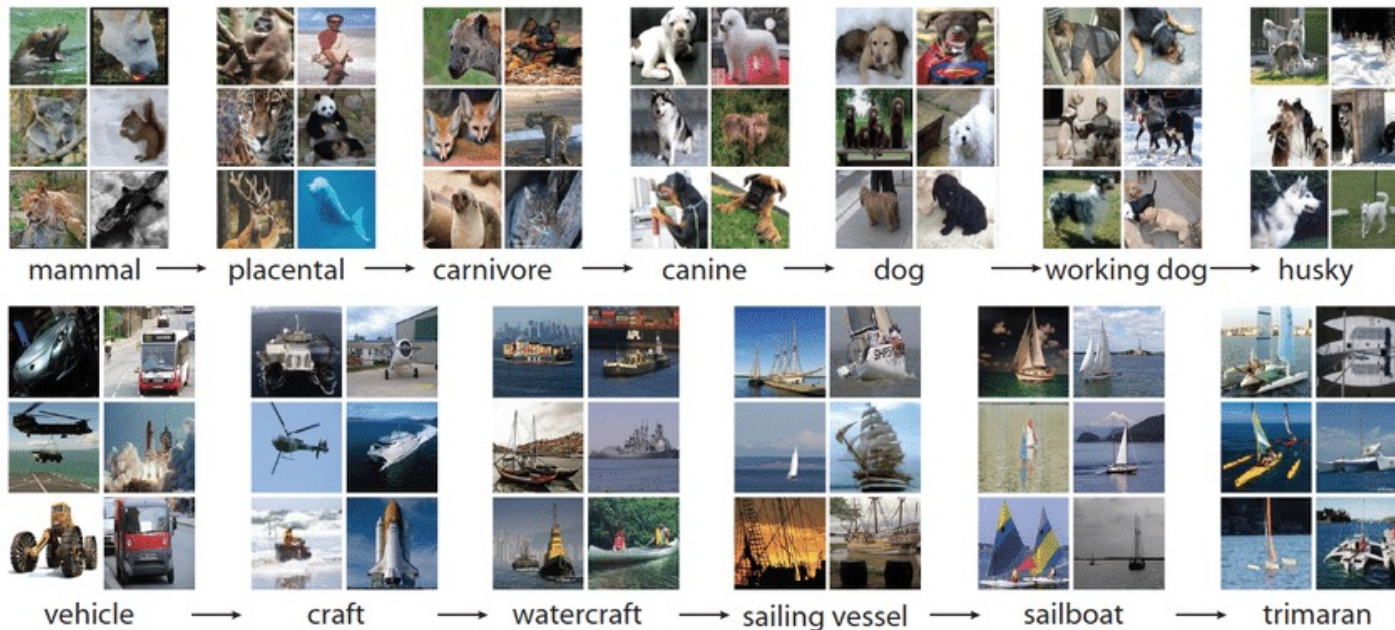 mammal → placental → carnivore → canine → dog → working dog → husky
vehicle → craft → watercraft → sailing vessel → sailboat → trimaran